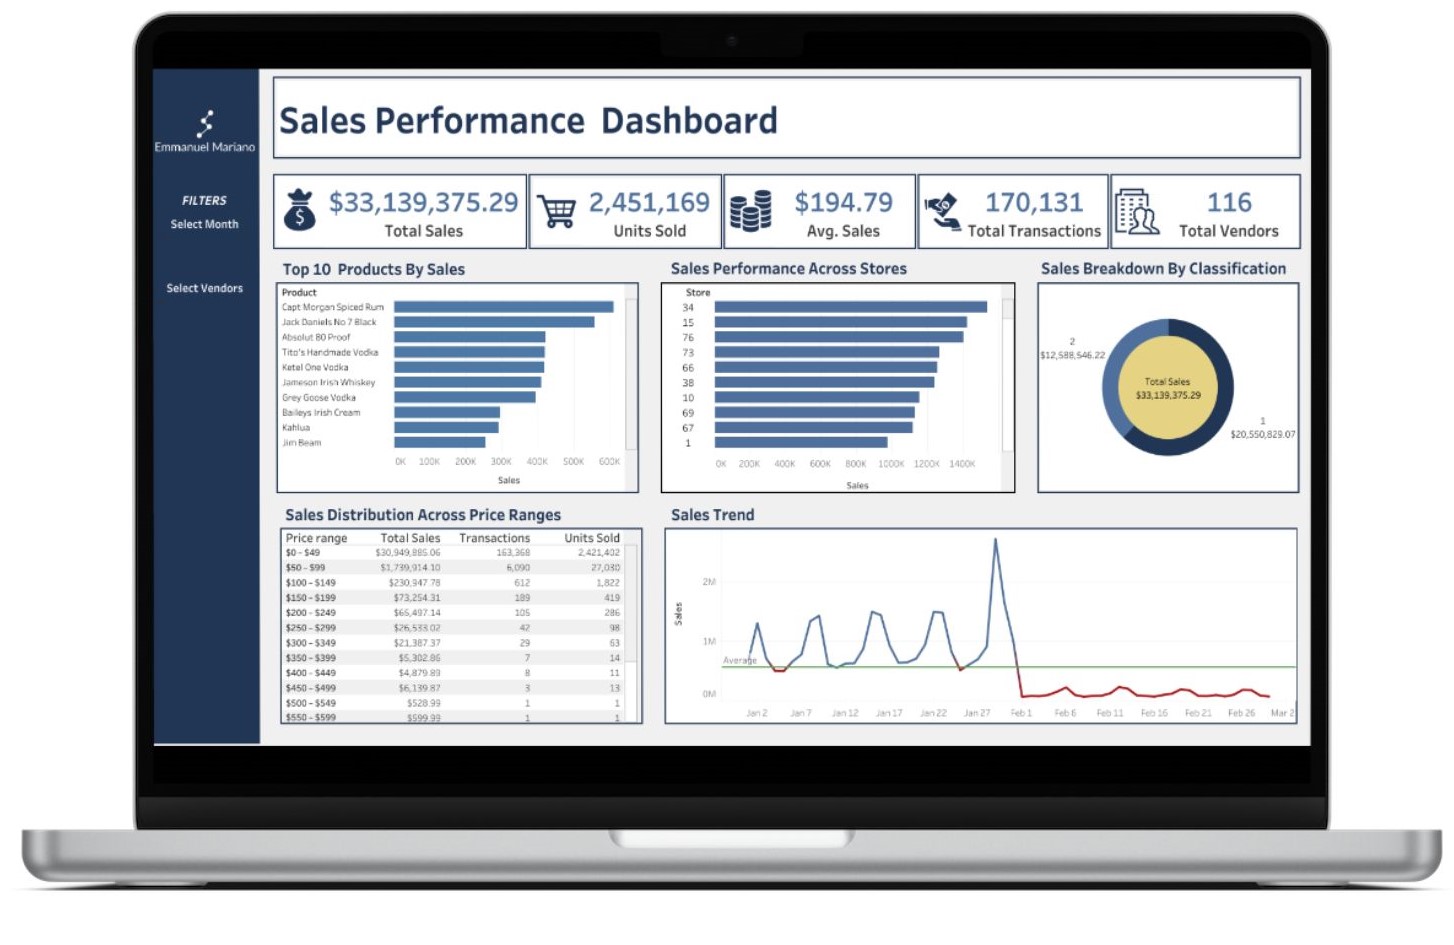 Emmanuel Mariano
FILTERS
Select Month
Select Vendors
Sales Performance Dashboard
$33,139,375.29
Total Sales
2,451,169
Units Sold
$194.79
Avg. Sales
170,131
Total Transactions
116
Total Vendors
Top 10 Products By Sales
Product
Capt Morgan Spiced Rum
Jack Daniels No 7 Black
Absolut 80 Proof
Tito's Handmade Vodka
Ketel One Vodka
Jameson Irish Whiskey
Grey Goose Vodka
Baileys Irish Cream
Kahlua
Jim Beam
0K 100K 200K 300K 400K 500K 600K
Sales
Sales Performance Across Stores
Store
34
15
76
73
66
38
10
69
67
1
0K 200K 400K 600K 800K 1000K 1200K 1400K
Sales
Sales Breakdown By Classification
2
$12,588,546.22
Total Sales
$33,139,375.29
1
$20,550,829.07
Sales Distribution Across Price Ranges
Price range Total Sales Transactions Units Sold
$0 - $49 $30,949,885.06 163,368 2,421,402
$50 - $99 $1,739,914.10 6,090 27,030
$100 - $149 $230,947.78 612 1,822
$150 - $199 $73,254.31 189 419
$200 - $249 $65,497.14 105 286
$250 - $299 $26,533.02 42 98
$300 - $349 $21,387.37 29 63
$350 - $399 $5,302.86 7 14
$400 - $449 $4,879.89 8 11
$450 - $499 $6,139.87 3 13
$500 - $549 $528.99 1 1
$550 - $599 $599.99 1 1
Sales Trend
Sales
2M
1M
Average
0M
Jan 2 Jan 7 Jan 12 Jan 17 Jan 22 Jan 27 Feb 1 Feb 6 Feb 11 Feb 16 Feb 21 Feb 26 Mar 2